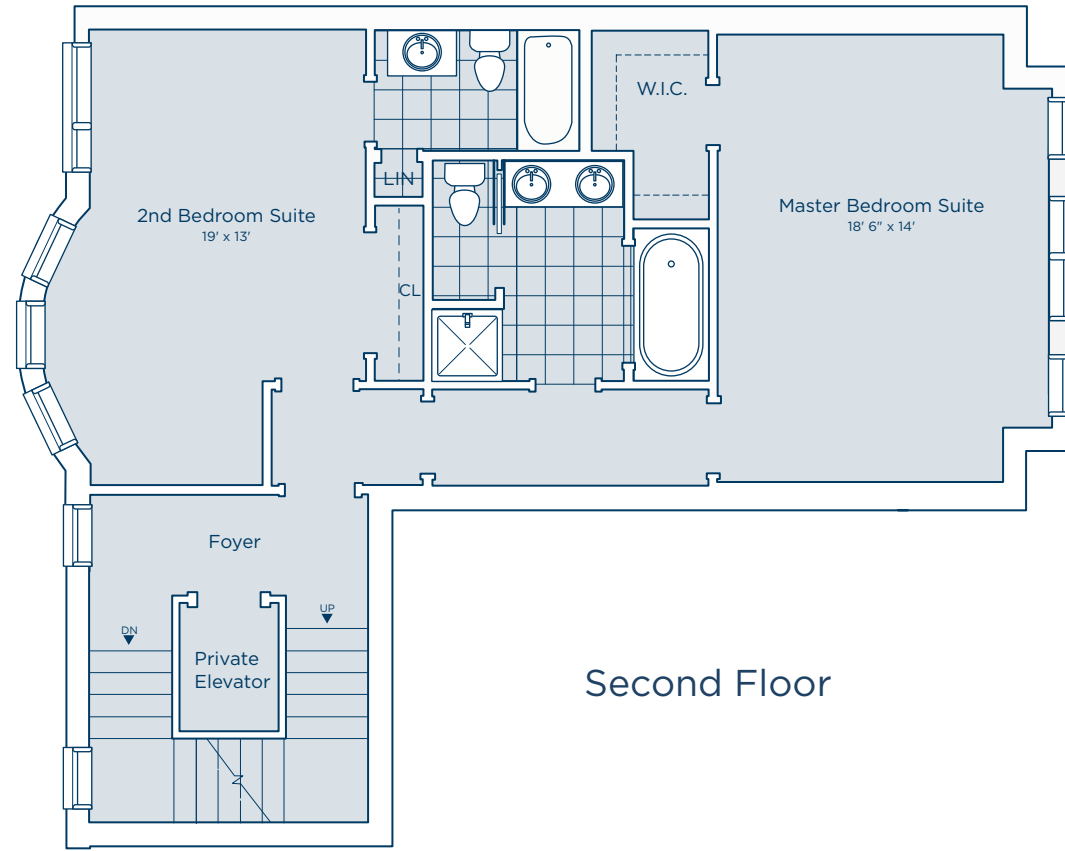 W.I.C.
LIN
2nd Bedroom Suite
19' x 13'
Master Bedroom Suite
18' 6" x 14'
CL
Foyer
UP
DN
Private
Elevator
Second Floor